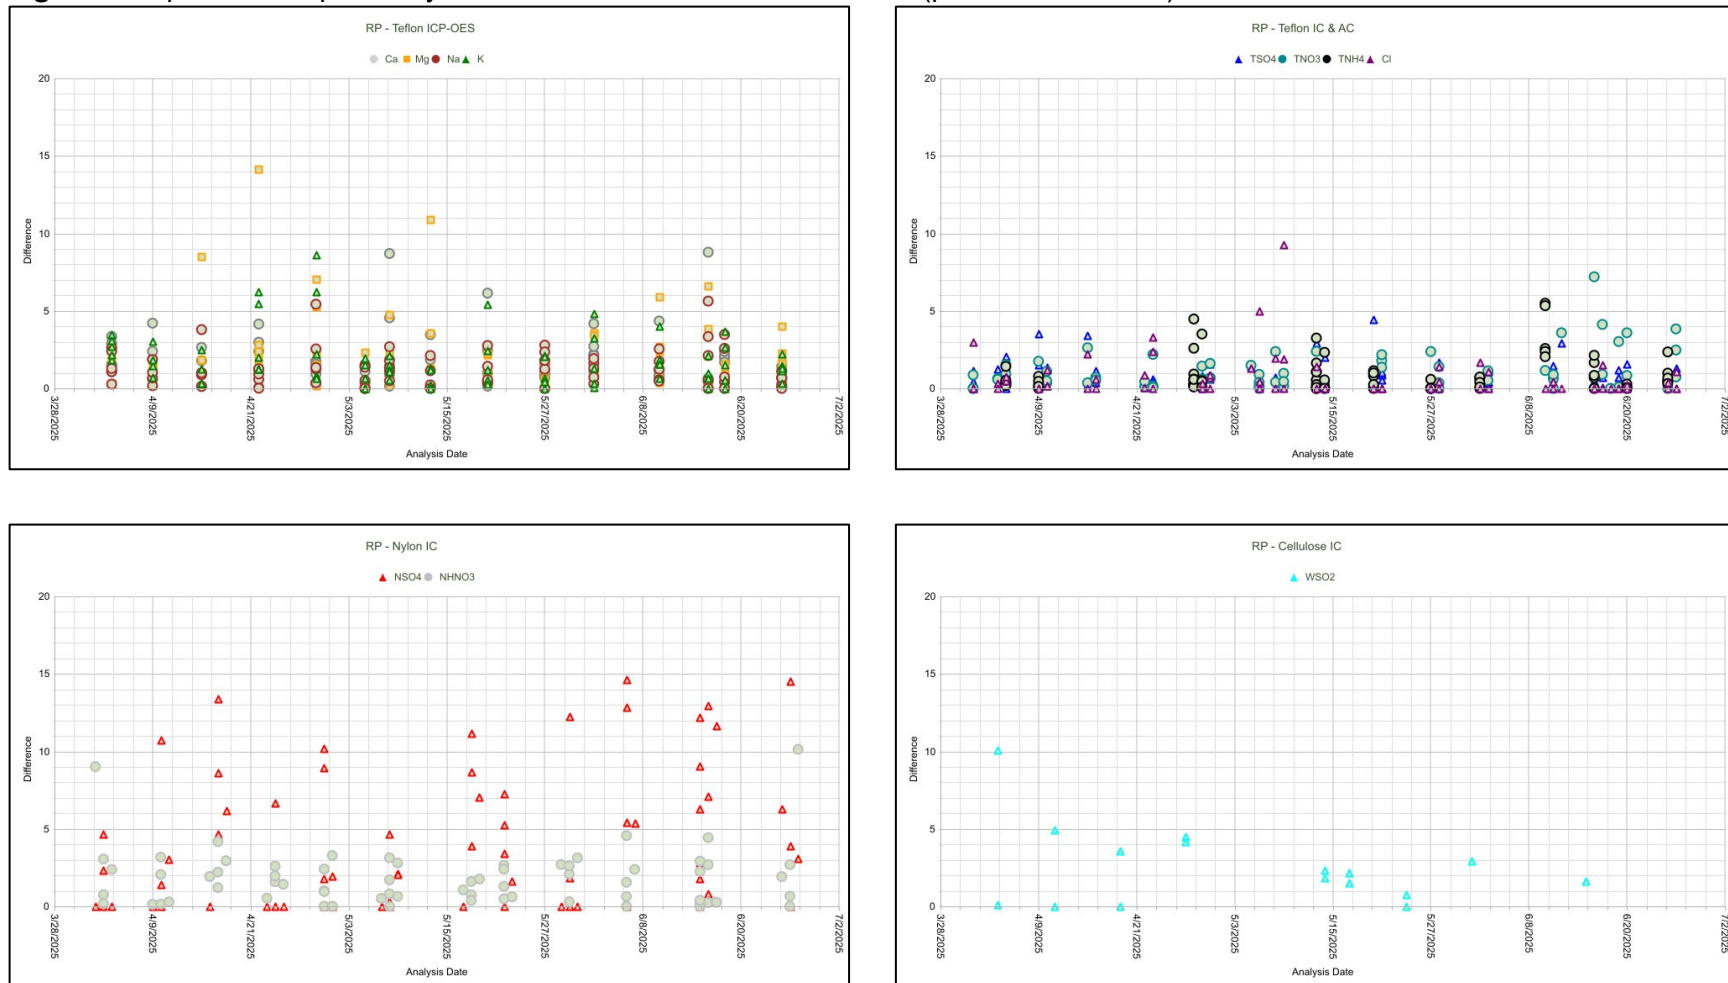 RP - Teflon ICP-OES
Ca Mg Na K
20
15
10
5
0
Difference
3/28/2025 4/9/2025 4/21/2025 5/3/2025 5/15/2025 5/27/2025 6/8/2025 6/20/2025 7/2/2025
Analysis Date
RP - Teflon IC & AC
TSO4 TNO3 TNH4 Cl
20
15
10
5
0
Difference
3/28/2025 4/9/2025 4/21/2025 5/3/2025 5/15/2025 5/27/2025 6/8/2025 6/20/2025 7/2/2025
Analysis Date
RP - Nylon IC
NSO4 NHNO3
20
15
10
5
0
Difference
3/28/2025 4/9/2025 4/21/2025 5/3/2025 5/15/2025 5/27/2025 6/8/2025 6/20/2025 7/2/2025
Analysis Date
RP - Cellulose IC
WSO2
20
15
10
5
0
Difference
3/28/2025 4/9/2025 4/21/2025 5/3/2025 5/15/2025 5/27/2025 6/8/2025 6/20/2025 7/2/2025
Analysis Date